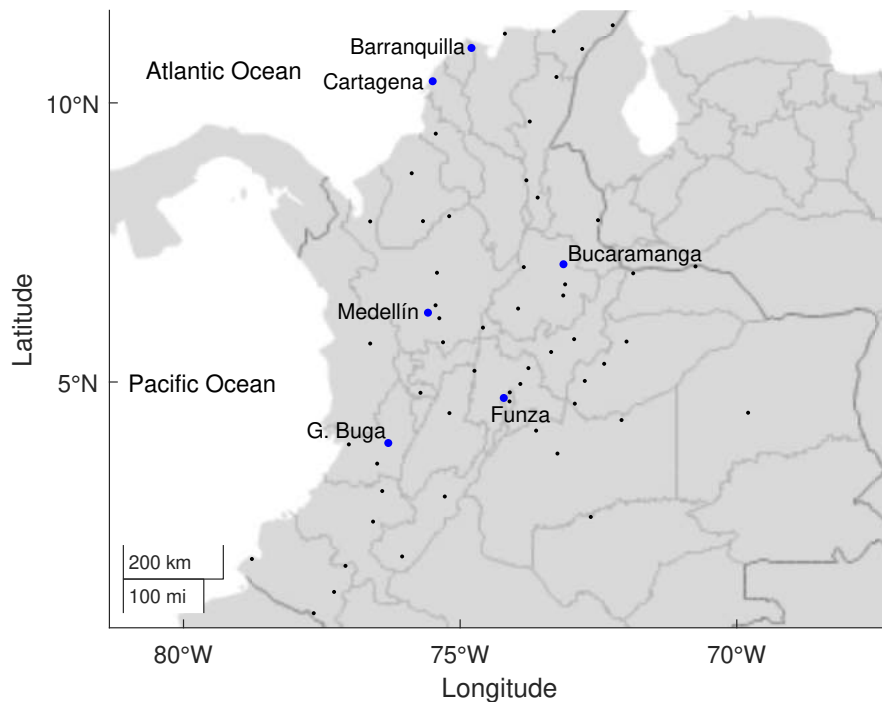 Barranquilla
Atlantic Ocean
Cartagena
10°N
Bucaramanga
Medellín
Latitude
Pacific Ocean
5°N
Funza
G. Buga
200 km
100 mi
80°W
75°W
70°W
Longitude